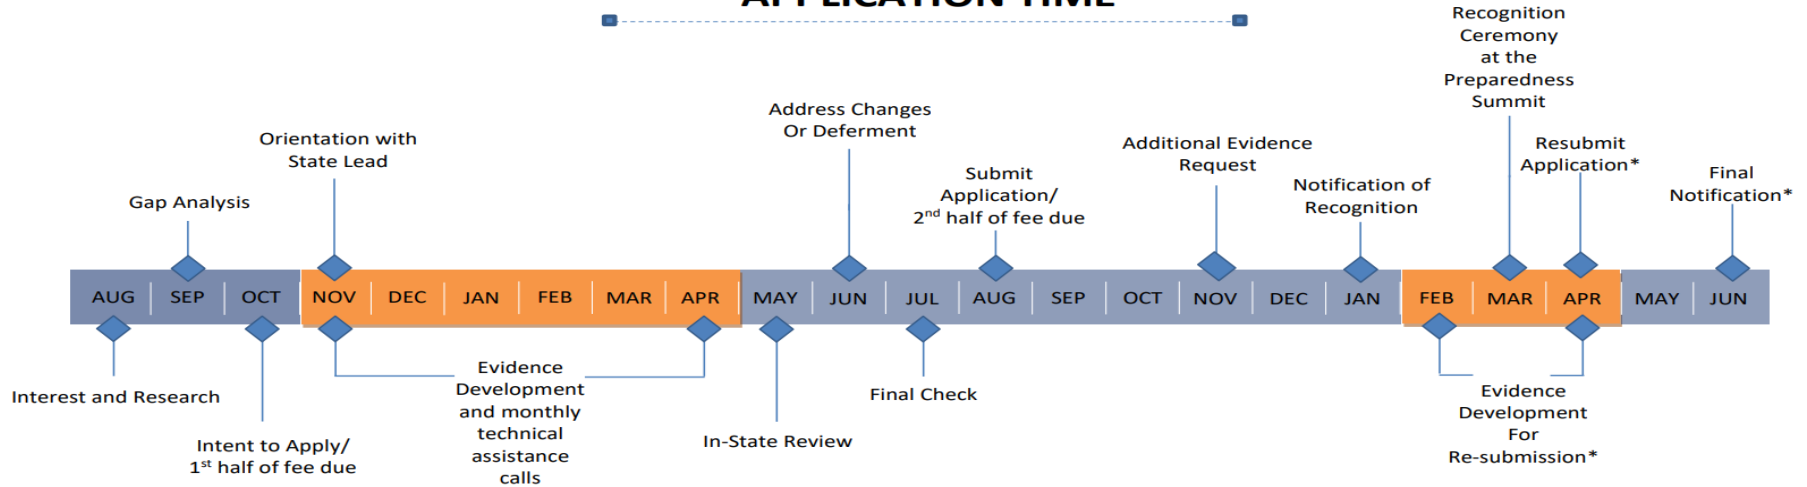 APPLICATION TIME
Recognition
Ceremony
at the
Preparedness
Summit
Address Changes
Or Deferment
Orientation with
State Lead
Additional Evidence
Request
Resubmit
Application*
Submit
Application/
2nd half of fee due
Final
Notification*
Notification of
Recognition
Gap Analysis
AUG SEP OCT NOV DEC JAN FEB MAR APR MAY JUN JUL AUG SEP OCT NOV DEC JAN FEB MAR APR MAY JUN
Interest and Research
Intent to Apply/
1st half of fee due
Evidence
Development
and monthly
technical
assistance
calls
In-State Review
Final Check
Evidence
Development
For
Re-submission*